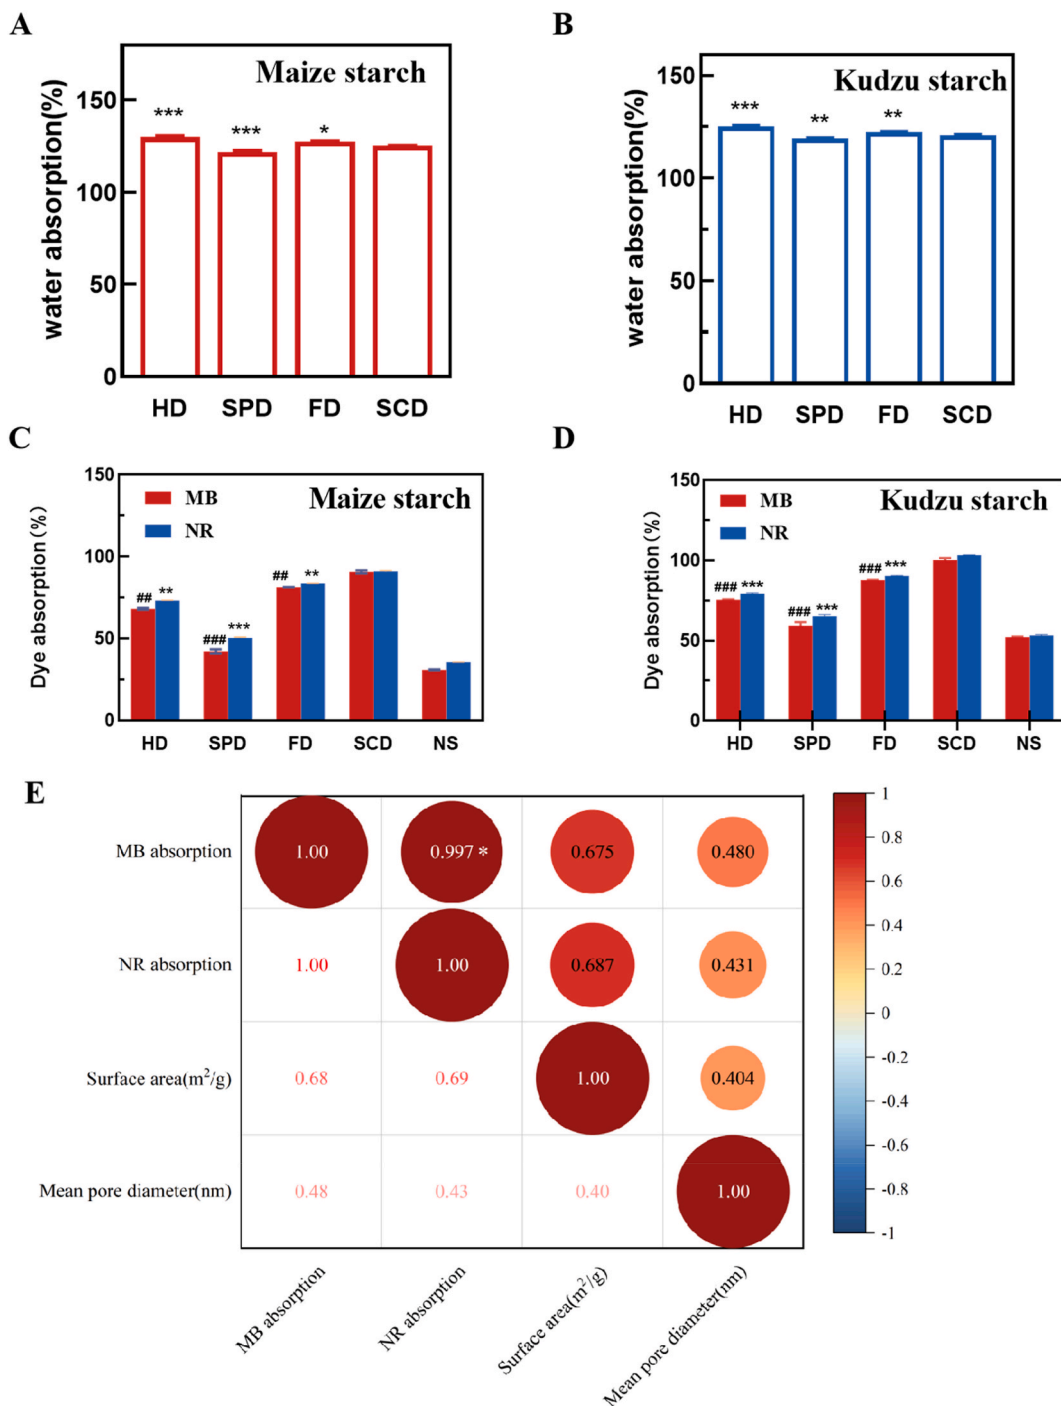 A
Maize starch
water absorption(%)
150
100
50
0
***
***
*
HD SPD FD SCD
B
Kudzu starch
water absorption(%)
150
100
50
0
***
**
**
HD SPD FD SCD
C
Maize starch
MB
NR
Dye absorption (%)
150
100
50
0
## **
### ***
## **
HD SPD FD SCD NS
D
Kudzu starch
MB
NR
Dye absorption (%)
150
100
50
0
### ***
### ***
### ***
HD SPD FD SCD NS
E
MB absorption 1.00 0.997 * 0.675 0.480
NR absorption 1.00 1.00 0.687 0.431
Surface area(m²/g) 0.68 0.69 1.00 0.404
Mean pore diameter(nm) 0.48 0.43 0.40 1.00
MB absorption
NR absorption
Surface area(m²/g)
Mean pore diameter(nm)
1
0.8
0.6
0.4
0.2
0
-0.2
-0.4
-0.6
-0.8
-1